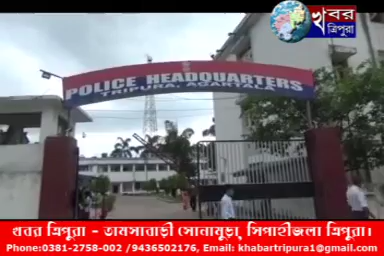 খবর
ত্রিপুরা
POLICE HEADQUARTERS
TRIPURA, AGARTALA
খবর ত্রিপুরা - তামসাবাড়ী সোনামুড়া, সিপাহীজলা ত্রিপুরা।
Phone:0381-2758-002 /9436502176, Email: khabartripura1@gmail.com